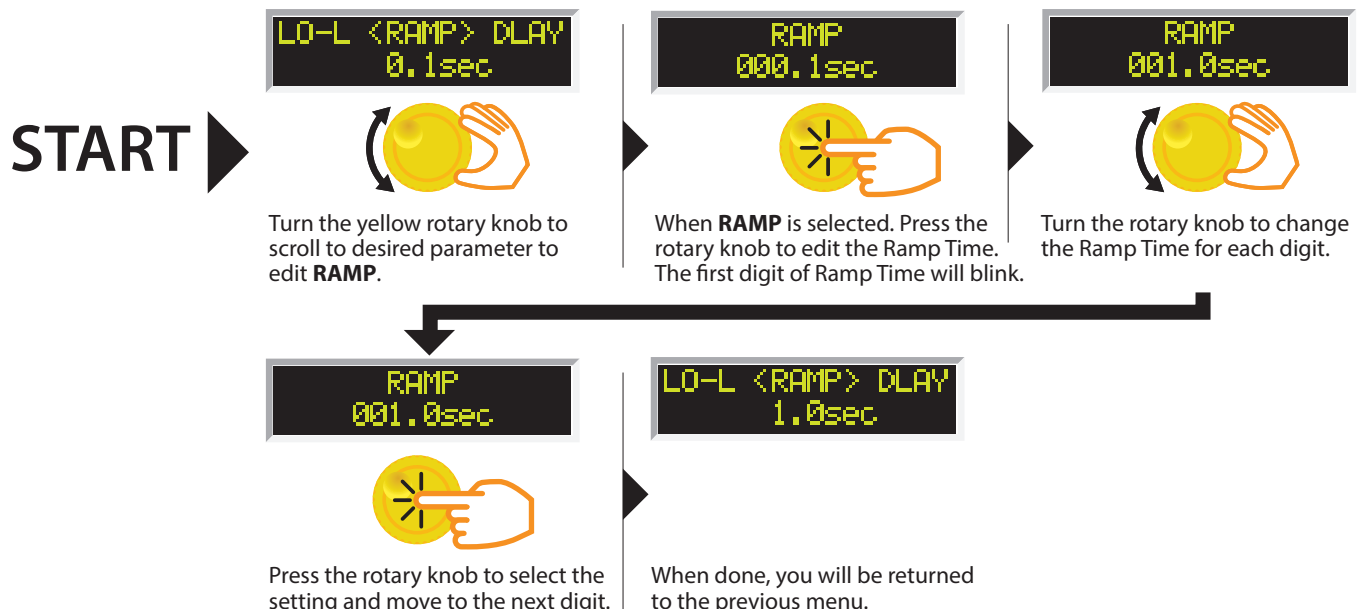 LO-L <RAMP> DLAY
0.1sec
RAMP
000.1sec
RAMP
001.0sec
START
Turn the yellow rotary knob to
scroll to desired parameter to
edit RAMP.
When RAMP is selected. Press the
rotary knob to edit the Ramp Time.
The first digit of Ramp Time will blink.
Turn the rotary knob to change
the Ramp Time for each digit.
RAMP
001.0sec
LO-L <RAMP> DLAY
1.0sec
Press the rotary knob to select the
setting and move to the next digit.
When done, you will be returned
to the previous menu.